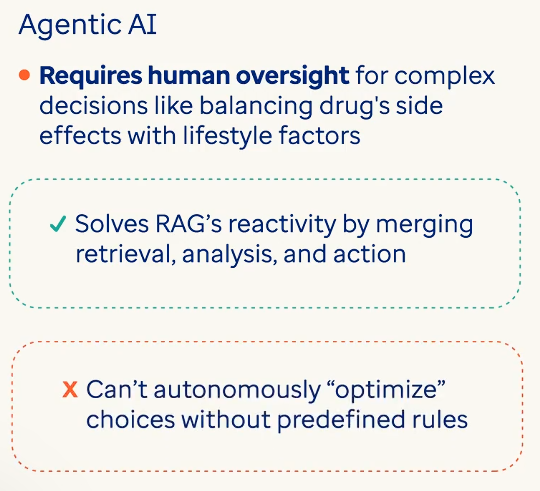 Agentic AI
Requires human oversight for complex
decisions like balancing drug's side
effects with lifestyle factors
Solves RAG’s reactivity by merging
retrieval, analysis, and action
X Can’t autonomously “optimize”
choices without predefined rules